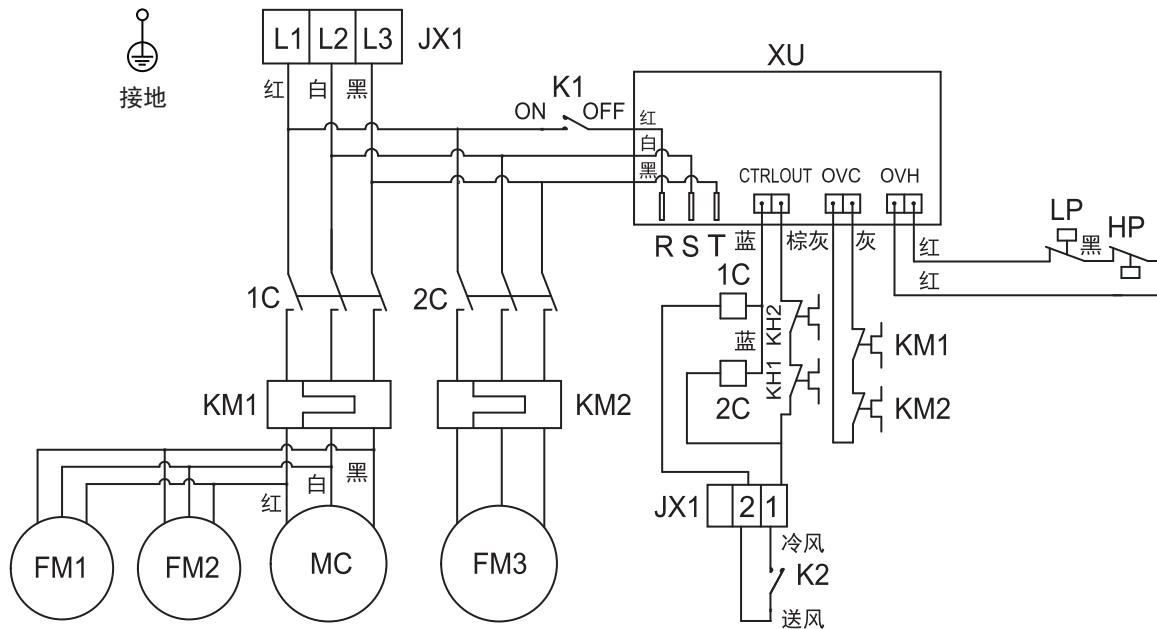 L1 L2 L3 JX1
接地
红 白 黑
XU
K1
ON OFF
红
白
黑
CTRLOUT OVC OVH
R S T
蓝 棕 灰 灰 红
红
LP 黑 HP
1C
蓝
2C
KH2
KH1
KM1
KM2
1C 2C
KM1 KM2
红 白 黑
FM1 FM2 MC FM3
JX1 2 1
冷风
K2
送风